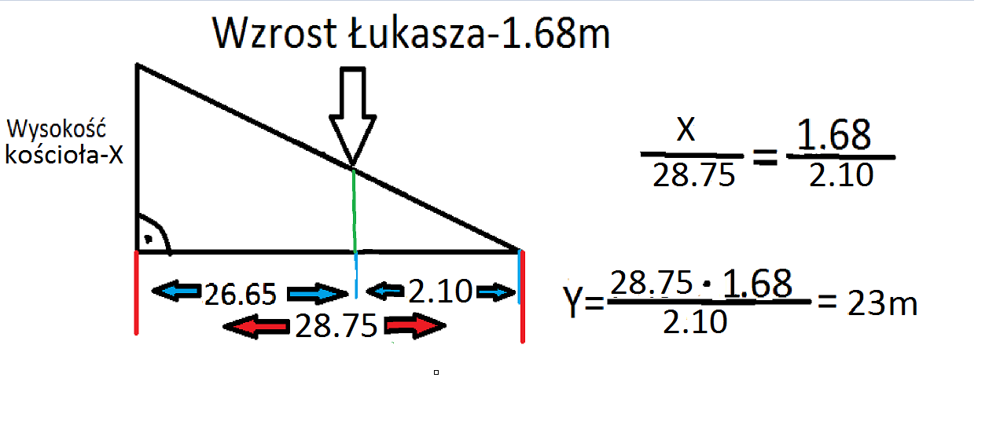 Wzrost Łukasza-1.68m
Wysokość
kościoła-X
26.65
2.10
28.75
X
28.75
=
1.68
2.10
Y=
28.75 · 1.68
2.10
= 23m